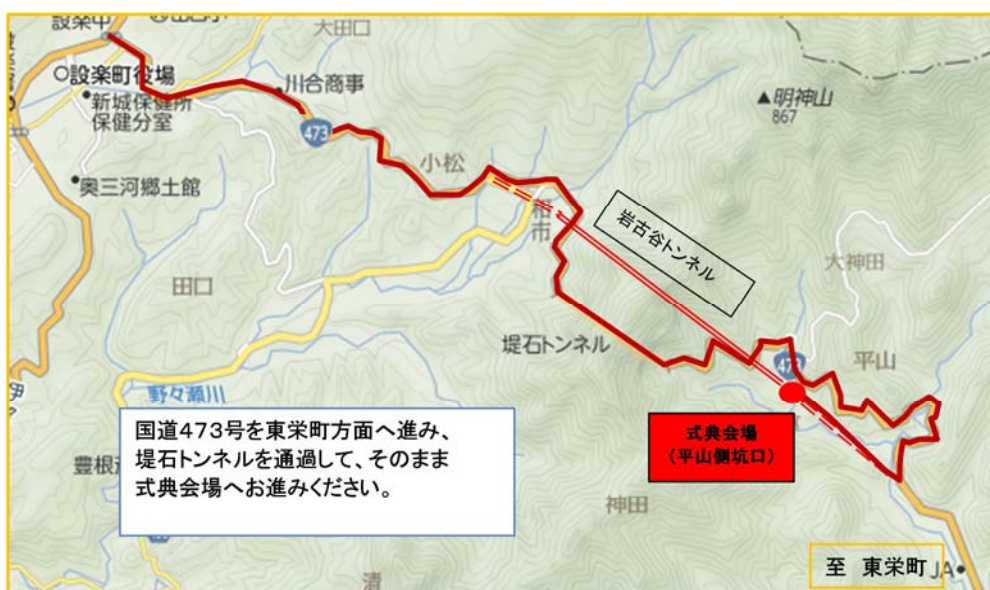 設楽中
大田口
○設楽町役場
川合商事
新城保健所
保健分室
473
明神山
867
小松
奥三河郷土館
和市
岩古谷トンネル
大神田
田口
堤石トンネル
平山
473
野々瀬川
国道473号を東栄町方面へ進み、
堤石トンネルを通過して、そのまま
式典会場へお進みください。
式典会場
(平山側坑口)
豊根
神田
清
至 東栄町
JA